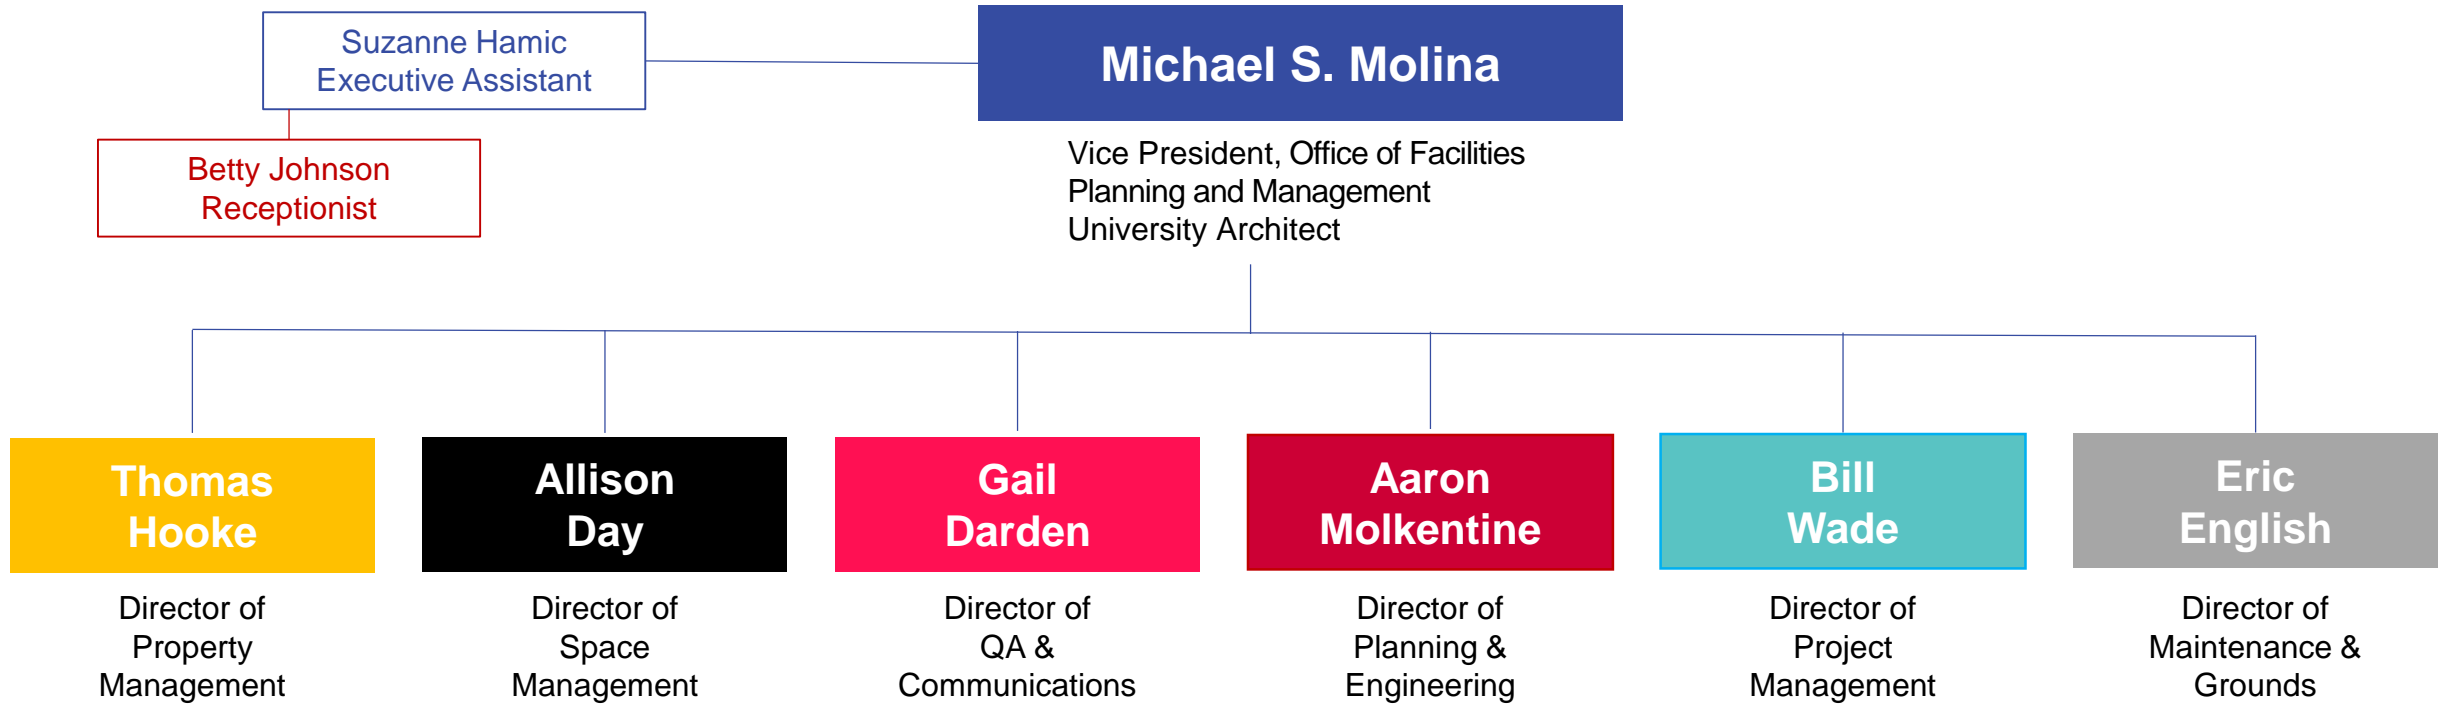 Suzanne Hamic
Executive Assistant
Michael S. Molina
Betty Johnson
Receptionist
Vice President, Office of Facilities
Planning and Management
University Architect
Thomas
Hooke
Director of
Property
Management
Allison
Day
Director of
Space
Management
Gail
Darden
Director of
QA &
Communications
Aaron
Molkentine
Director of
Planning &
Engineering
Bill
Wade
Director of
Project
Management
Eric
English
Director of
Maintenance &
Grounds